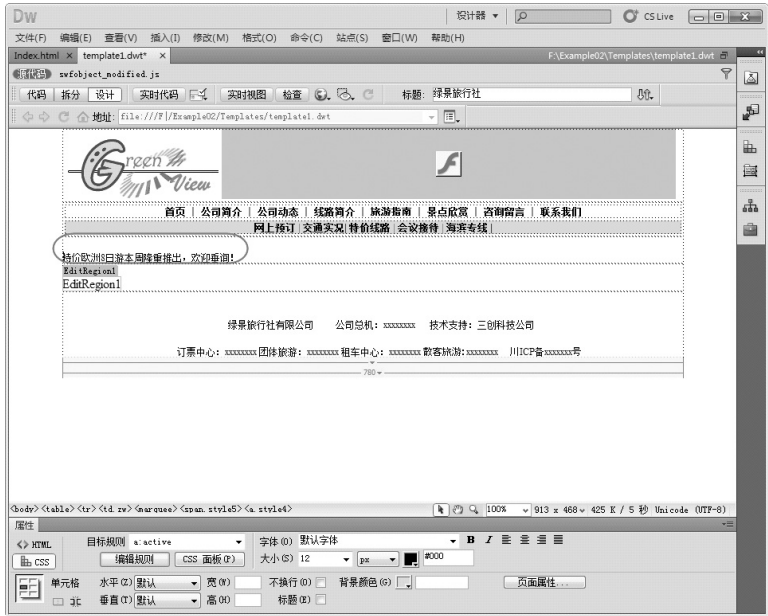 Dw 设计器 CS Live
文件(F) 编辑(E) 查看(V) 插入(I) 修改(M) 格式(O) 命令(C) 站点(S) 窗口(W) 帮助(H)
Index.html × template1.dwt* × F:\Example02\Templates\template1.dwt
源代码 swfobject_modified.js
代码 拆分 设计 实时代码 实时视图 检查 标题: 绿景旅行社
地址: file:///F|/Example02/Templates/template1.dwt
Green View
首页 | 公司简介 | 公司动态 | 线路简介 | 旅游指南 | 景点欣赏 | 咨询留言 | 联系我们
网上预订 |交通实况| 特价线路 |会议接待 |海滨专线|
特价欧洲8日游本周隆重推出，欢迎垂询!
EditRegion1
EditRegion1
绿景旅行社有限公司 公司总机：xxxxxxx 技术支持：三创科技公司
订票中心：xxxxxxx 团体旅游：xxxxxxx 租车中心：xxxxxxx 散客旅游:xxxxxxx 川ICP备xxxxxxx号
780
<body> <table> <tr> <td.zw> <marquee> <span.style5> <a.style4> 100% 913 x 468 425 K / 5 秒 Unicode (UTF-8)
属性
<> HTML 目标规则 a:active 字体(O) 默认字体 B I
CSS 编辑规则 CSS 面板(P) 大小(S) 12 px #000
单元格 水平(Z) 默认 宽(W) 不换行(O) 背景颜色(G) 页面属性...
垂直(T) 默认 高(H) 标题(E)